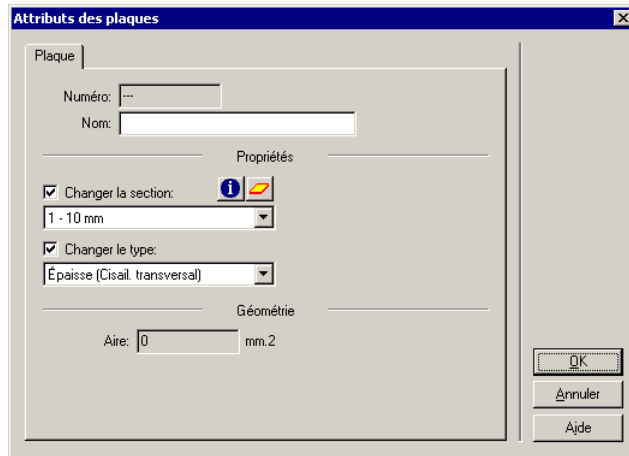 Attributs des plaques
Plaque
Numéro: ---
Nom:
Propriétés
Changer la section:
1 - 10 mm
Changer le type:
Épaisse (Cisail. transversal)
Géométrie
Aire: 0 mm.2
OK
Annuler
Aide